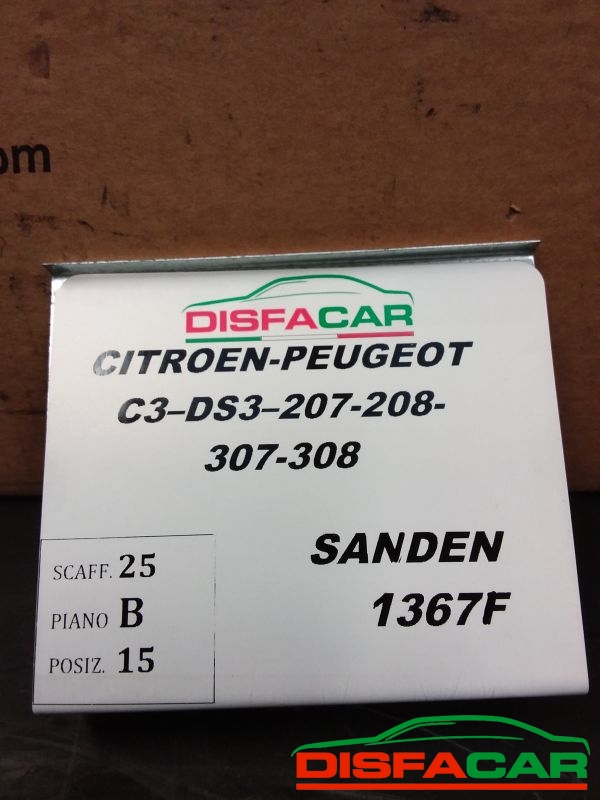 om
DISFACAR
CITROEN-PEUGEOT
C3–DS3–207-208-
307-308
SANDEN
1367F
SCAFF. 25
PIANO B
POSIZ. 15
DISFACAR